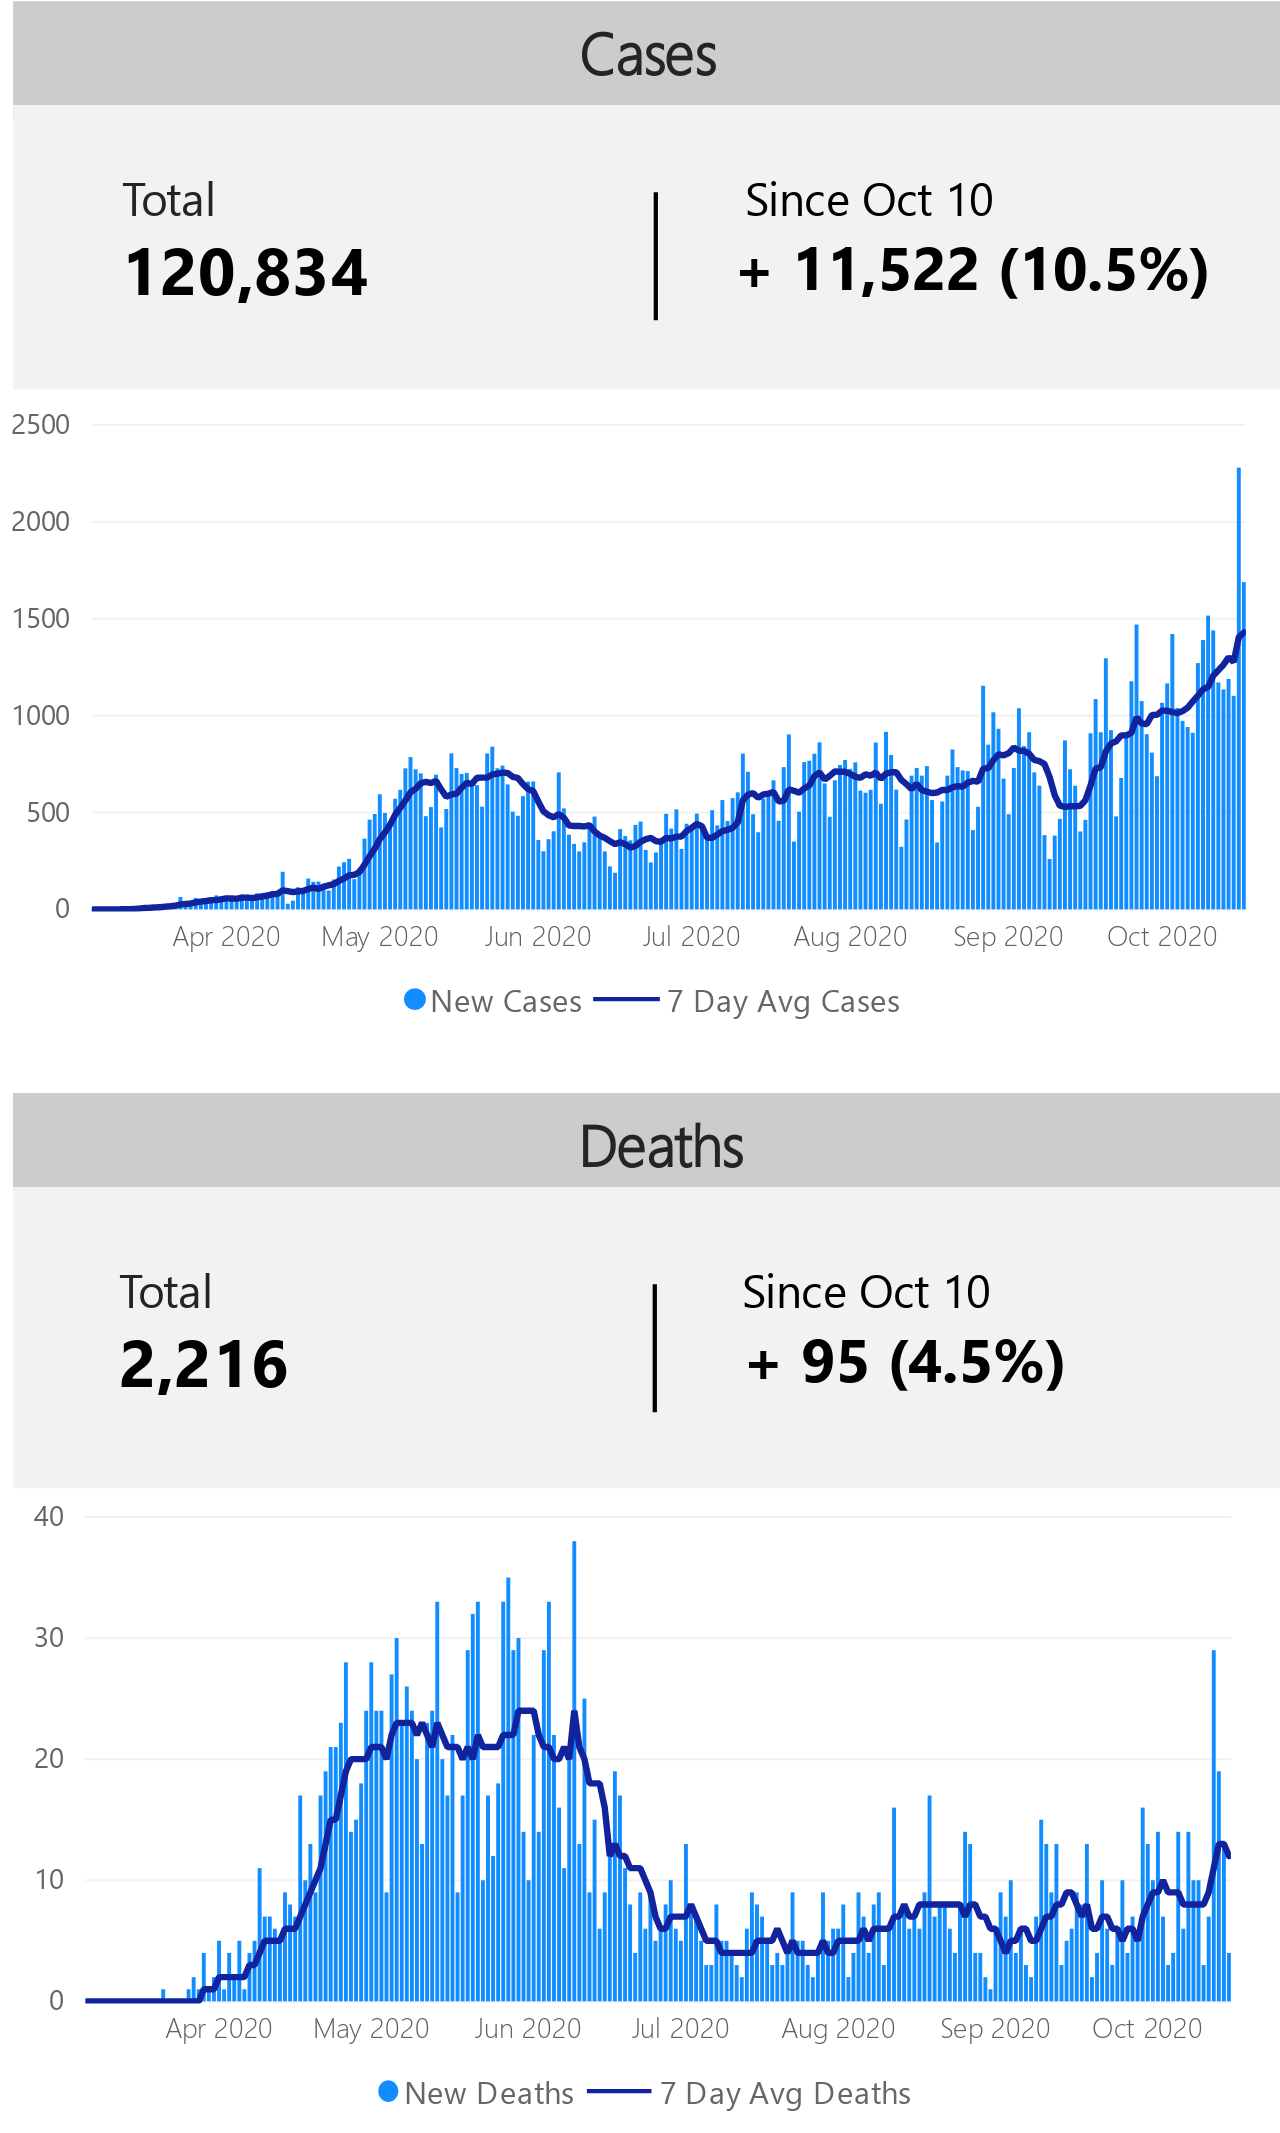 Cases
Total
Since Oct 10
120,834
+ 11,522 (10.5%)
2500
2000
1500
1000
500
0
Apr 2020 May 2020 Jun 2020 Jul 2020 Aug 2020 Sep 2020 Oct 2020
New Cases 7 Day Avg Cases
Deaths
Total
Since Oct 10
2,216
+ 95 (4.5%)
40
30
20
10
0
Apr 2020 May 2020 Jun 2020 Jul 2020 Aug 2020 Sep 2020 Oct 2020
New Deaths 7 Day Avg Deaths